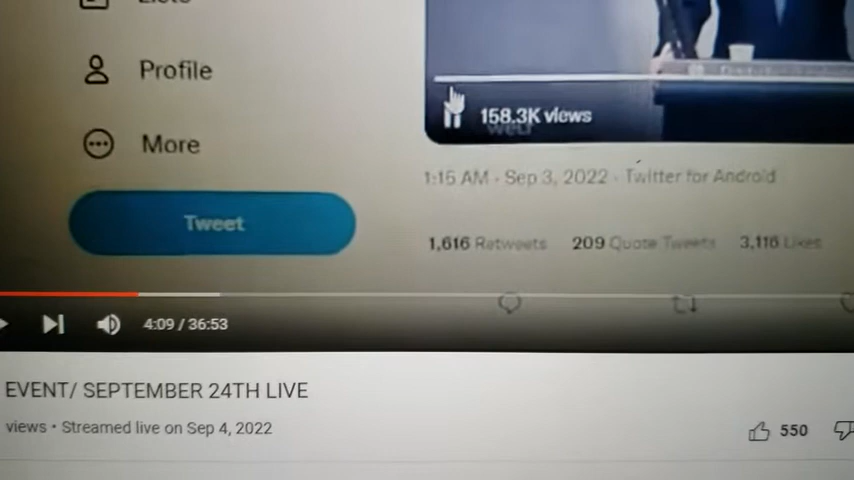 Lists
Profile
More
Tweet
158.3K views
1:15 AM · Sep 3, 2022 · Twitter for Android
1,616 Retweets 209 Quote Tweets 3,116 Likes
4:09 / 36:53
EVENT/ SEPTEMBER 24TH LIVE
views • Streamed live on Sep 4, 2022
550